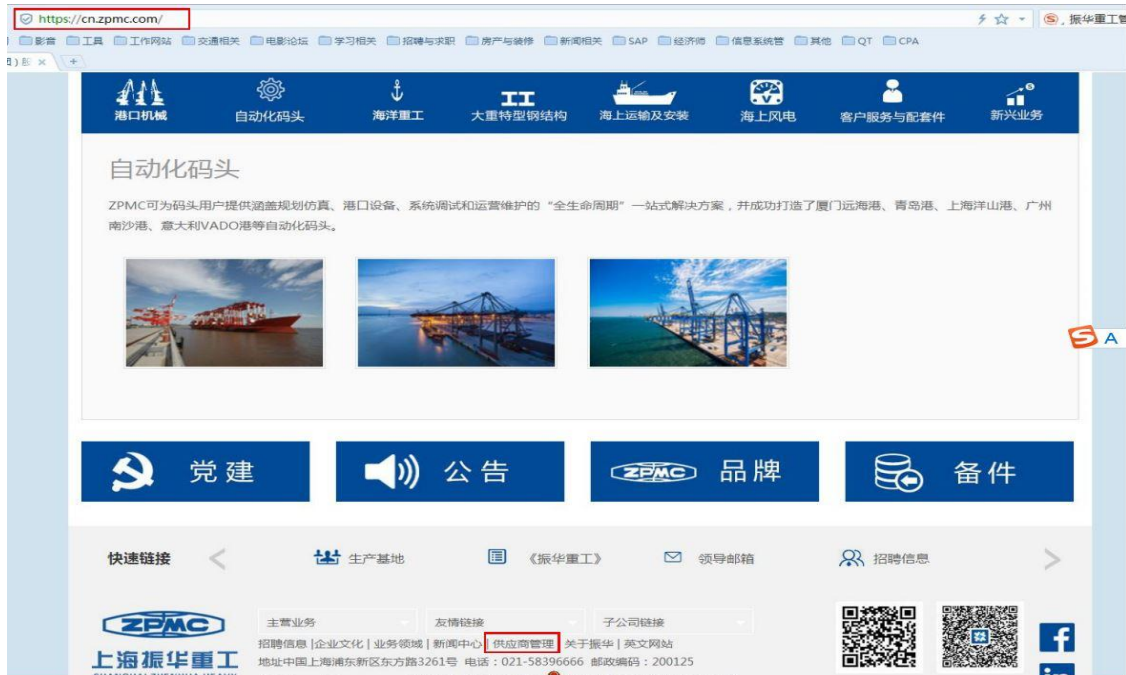 https://cn.zpmc.com/
,振华重工管
影音 工具 工作网站 交通相关 电影论坛 学习相关 招聘与求职 房产与装修 新闻相关 SAP 经济师 信息系统管 其他 QT CPA
港口机械 自动化码头 海洋重工 大重特型钢结构 海上运输及安装 海上风电 客户服务与配套件 新兴业务
自动化码头
ZPMC可为码头用户提供涵盖规划仿真、港口设备、系统调试和运营维护的“全生命周期”一站式解决方案,并成功打造了厦门远海港、青岛港、上海洋山港、广州
南沙港、意大利VADO港等自动化码头。
A
党建 公告 ZPMC 品牌 备件
快速链接 生产基地 《振华重工》 领导邮箱 招聘信息
ZPMC
主营业务 友情链接 子公司链接
招聘信息 |企业文化 | 业务领域 | 新闻中心 | 供应商管理 | 关于振华 | 英文网站
上海振华重工
地址中国上海浦东新区东方路3261号 电话:021-58396666 邮政编码:200125
f
in